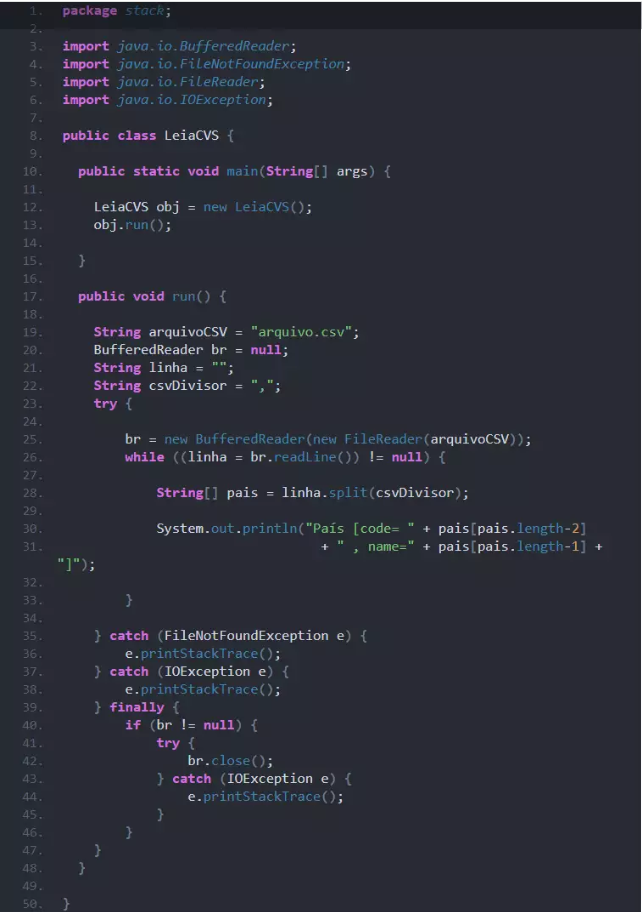 1. package stack;
2.
3. import java.io.BufferedReader;
4. import java.io.FileNotFoundException;
5. import java.io.FileReader;
6. import java.io.IOException;
7.
8. public class LeiaCVS {
9.
10. public static void main(String[] args) {
11.
12. LeiaCVS obj = new LeiaCVS();
13. obj.run();
14.
15. }
16.
17. public void run() {
18.
19. String arquivoCSV = "arquivo.csv";
20. BufferedReader br = null;
21. String linha = "";
22. String csvDivisor = ",";
23. try {
24.
25. br = new BufferedReader(new FileReader(arquivoCSV));
26. while ((linha = br.readLine()) != null) {
27.
28. String[] pais = linha.split(csvDivisor);
29.
30. System.out.println("País [code= " + pais[pais.length-2]
31. + " , name=" + pais[pais.length-1] +
"]");
32.
33. }
34.
35. } catch (FileNotFoundException e) {
36. e.printStackTrace();
37. } catch (IOException e) {
38. e.printStackTrace();
39. } finally {
40. if (br != null) {
41. try {
42. br.close();
43. } catch (IOException e) {
44. e.printStackTrace();
45. }
46. }
47. }
48. }
49.
50. }